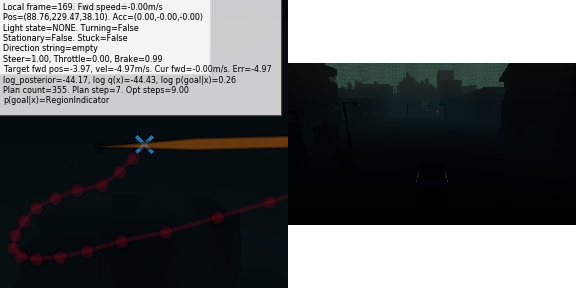 Local frame=169. Fwd speed=-0.00m/s
Pos=(88.76,229.47,38.10). Acc=(0.00,-0.00,-0.00)
Light state=NONE. Turning=False
Stationary=False. Stuck=False
Direction string=empty
Steer=1.00, Throttle=0.00, Brake=0.99
Target fwd pos=-3.97, vel=-4.97m/s. Cur fwd=-0.00m/s. Err=-4.97
log_posterior=-44.17, log q(x)=-44.43, log p(goal|x)=0.26
Plan count=355. Plan step=7. Opt steps=9.00
p(goal|x)=RegionIndicator